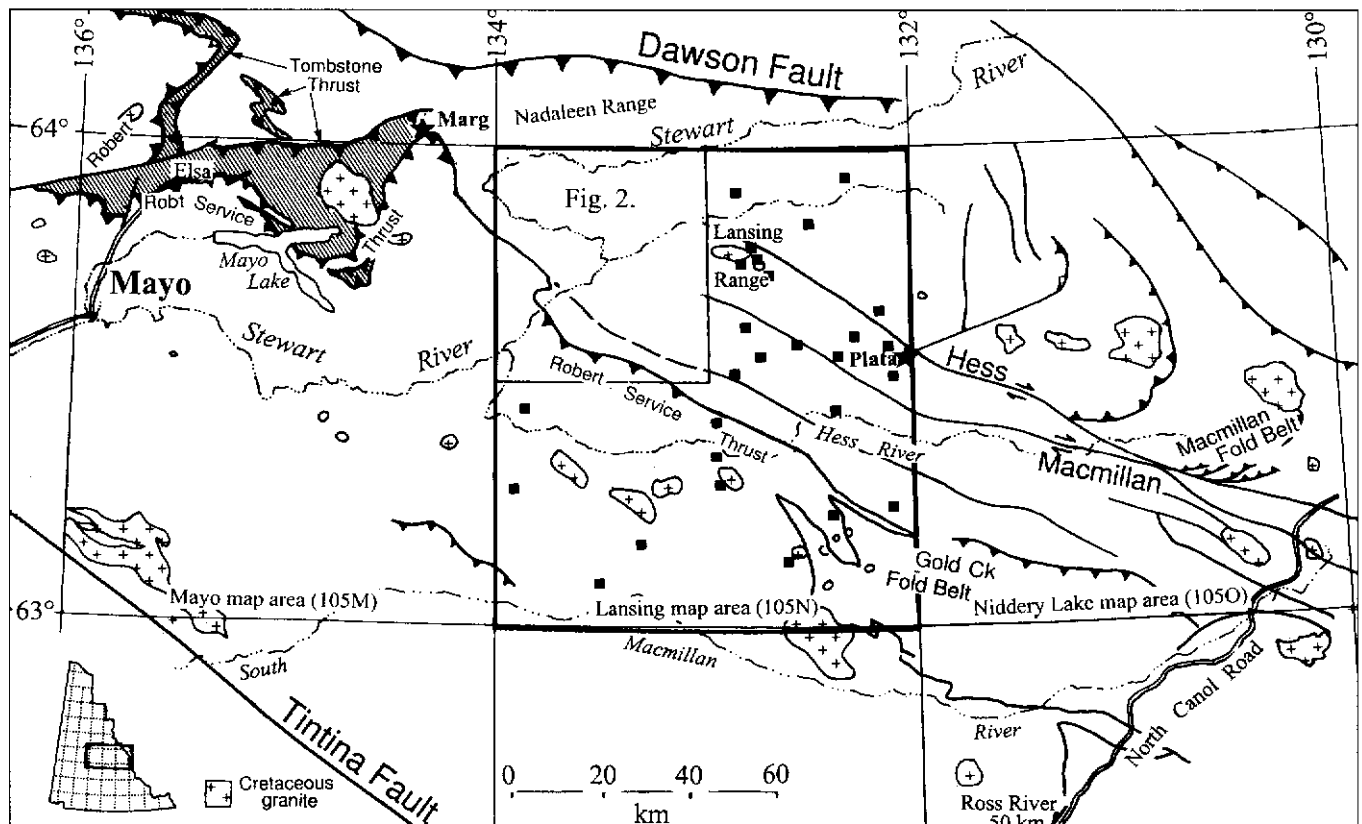 136°
134°
132°
130°
Dawson Fault
River
Tombstone
Thrust
Robert
Marg
Nadaleen Range
Stewart
64°
Elsa
Robt Service
Thrust
Fig. 2.
Lansing
Range
Mayo
Lake
Mayo
Stewart
River
Plata
Hess
Robert
Service
Thrust
Hess River
Macmillan
Fold Belt
Macmillan
Gold Ck
Fold Belt
63°
Mayo map area (105M)
Lansing map area (105N)
Niddery Lake map area (105O)
South
Macmillan
River
North Canol Road
Tintina Fault
Cretaceous
granite
0 20 40 60
km
Ross River
50 km